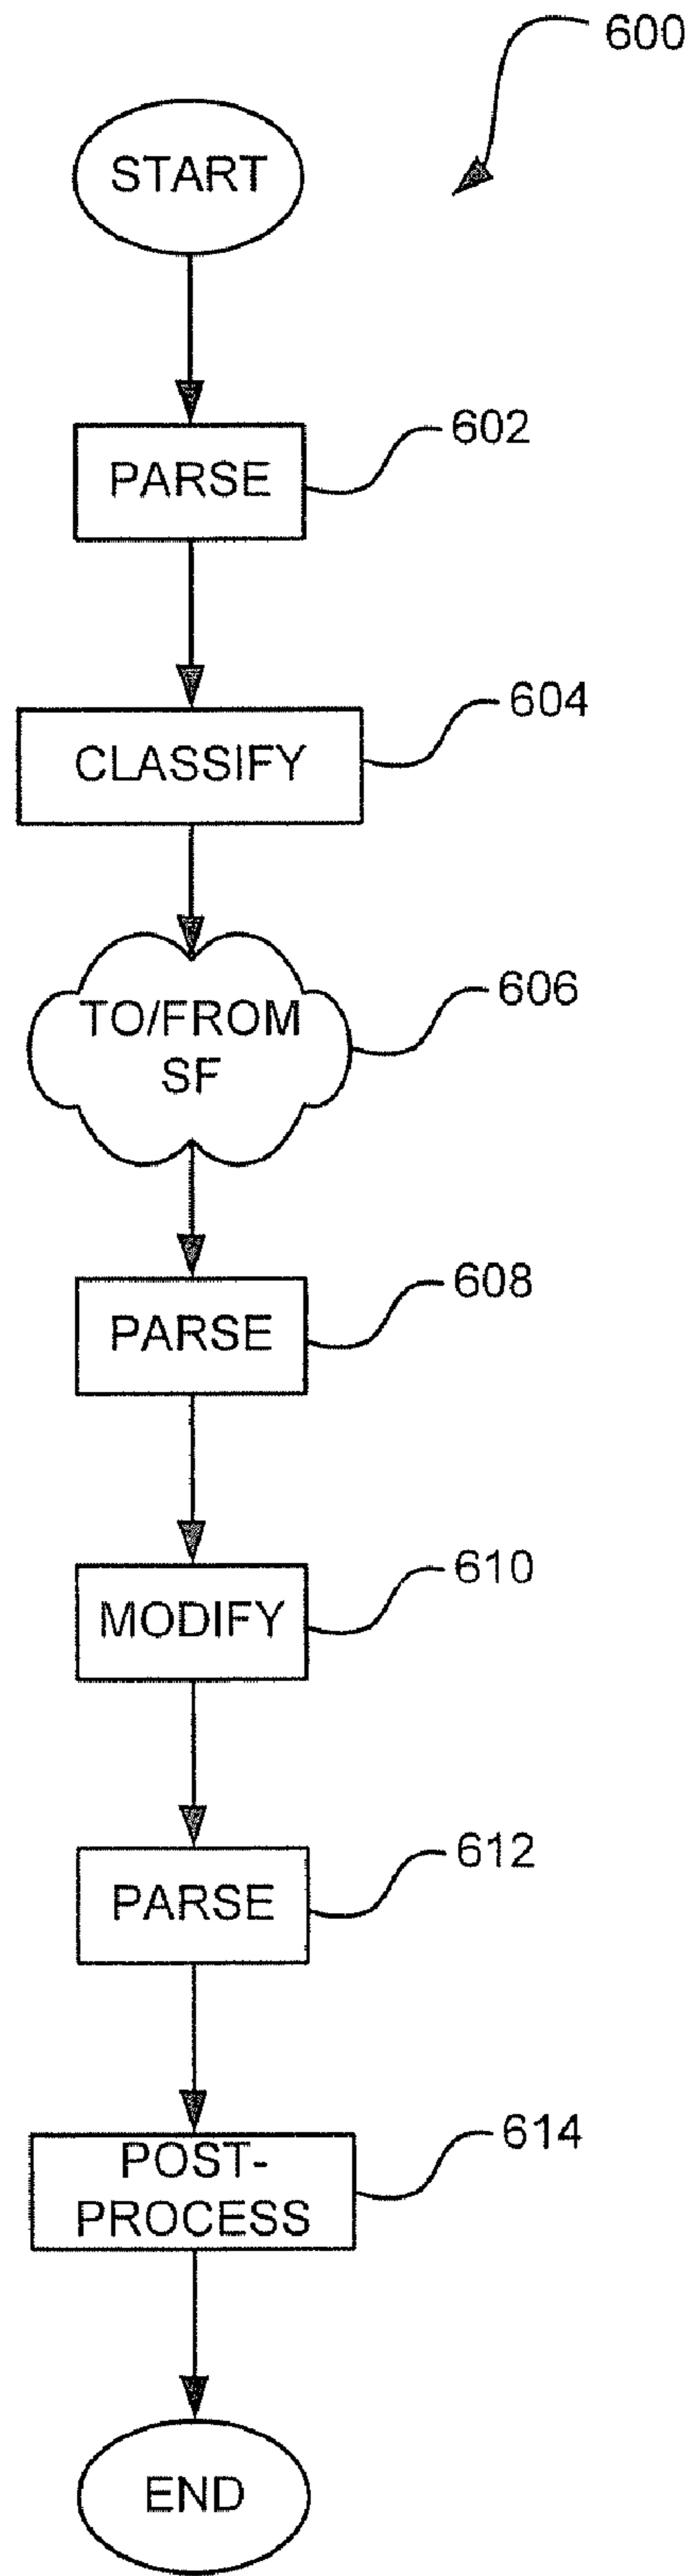 600
START
602
PARSE
604
CLASSIFY
606
TO/FROM
SF
608
PARSE
610
MODIFY
612
PARSE
614
POST-
PROCESS
END